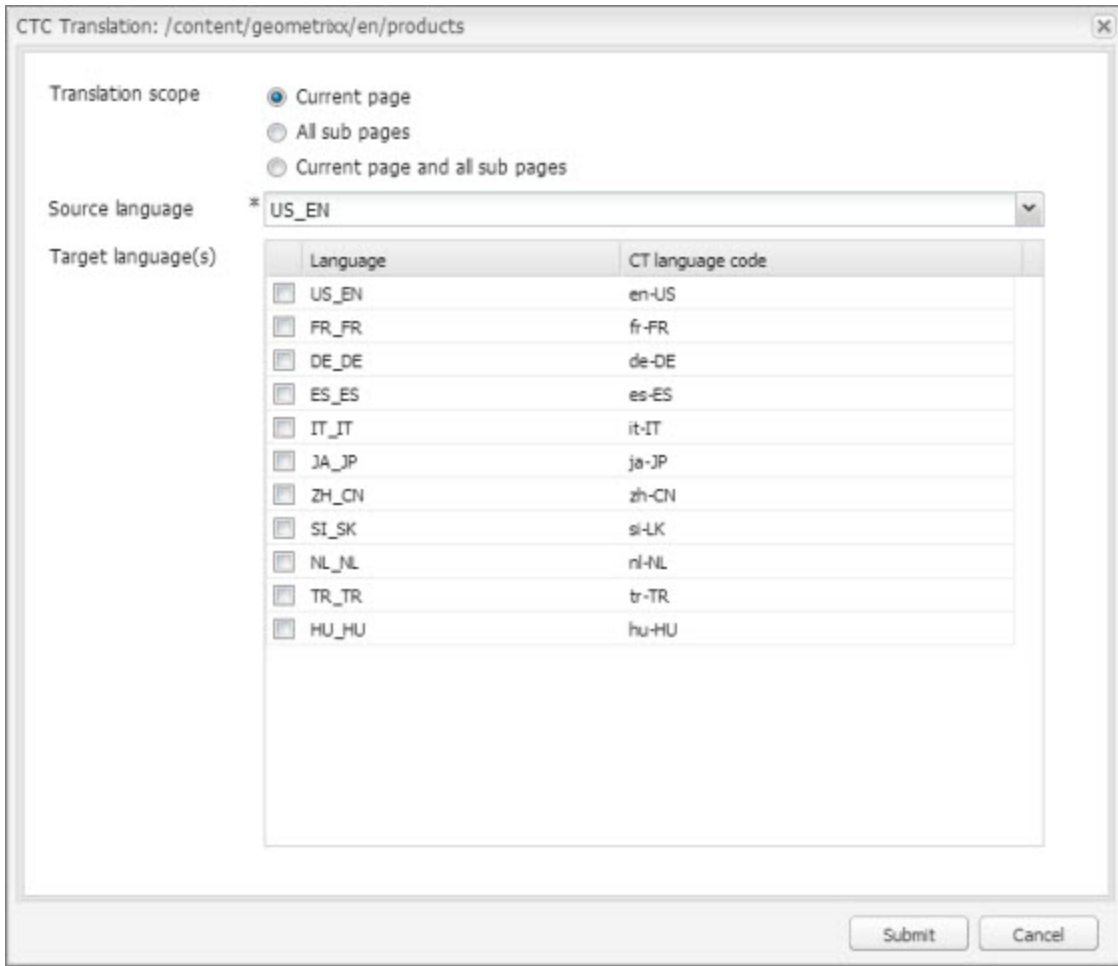 CTC Translation: /content/geometrixx/en/products
Translation scope
Current page
All sub pages
Current page and all sub pages
Source language * US_EN
Target language(s)
Language CT language code
US_EN en-US
FR_FR fr-FR
DE_DE de-DE
ES_ES es-ES
IT_IT it-IT
JA_JP ja-JP
ZH_CN zh-CN
SI_SK si-LK
NL_NL nl-NL
TR_TR tr-TR
HU_HU hu-HU
Submit Cancel